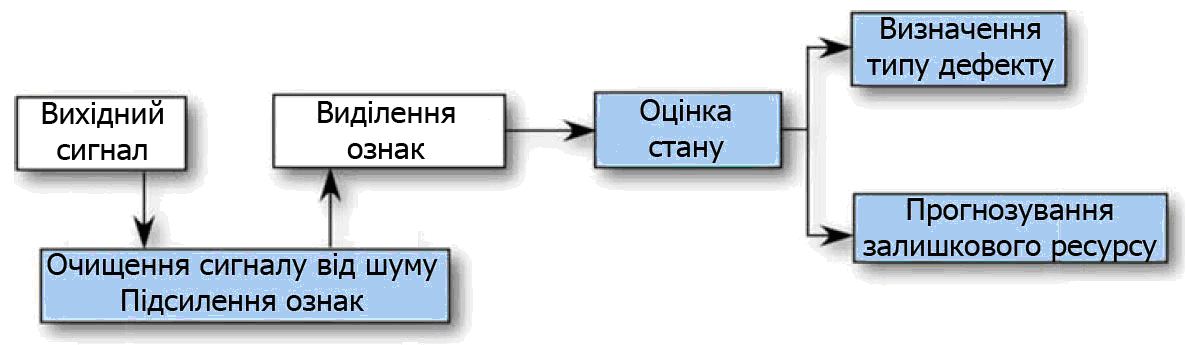 Вихідний
сигнал
Очищення сигналу від шуму
Підсилення ознак
Виділення
ознак
Оцінка
стану
Визначення
типу дефекту
Прогнозування
залишкового ресурсу